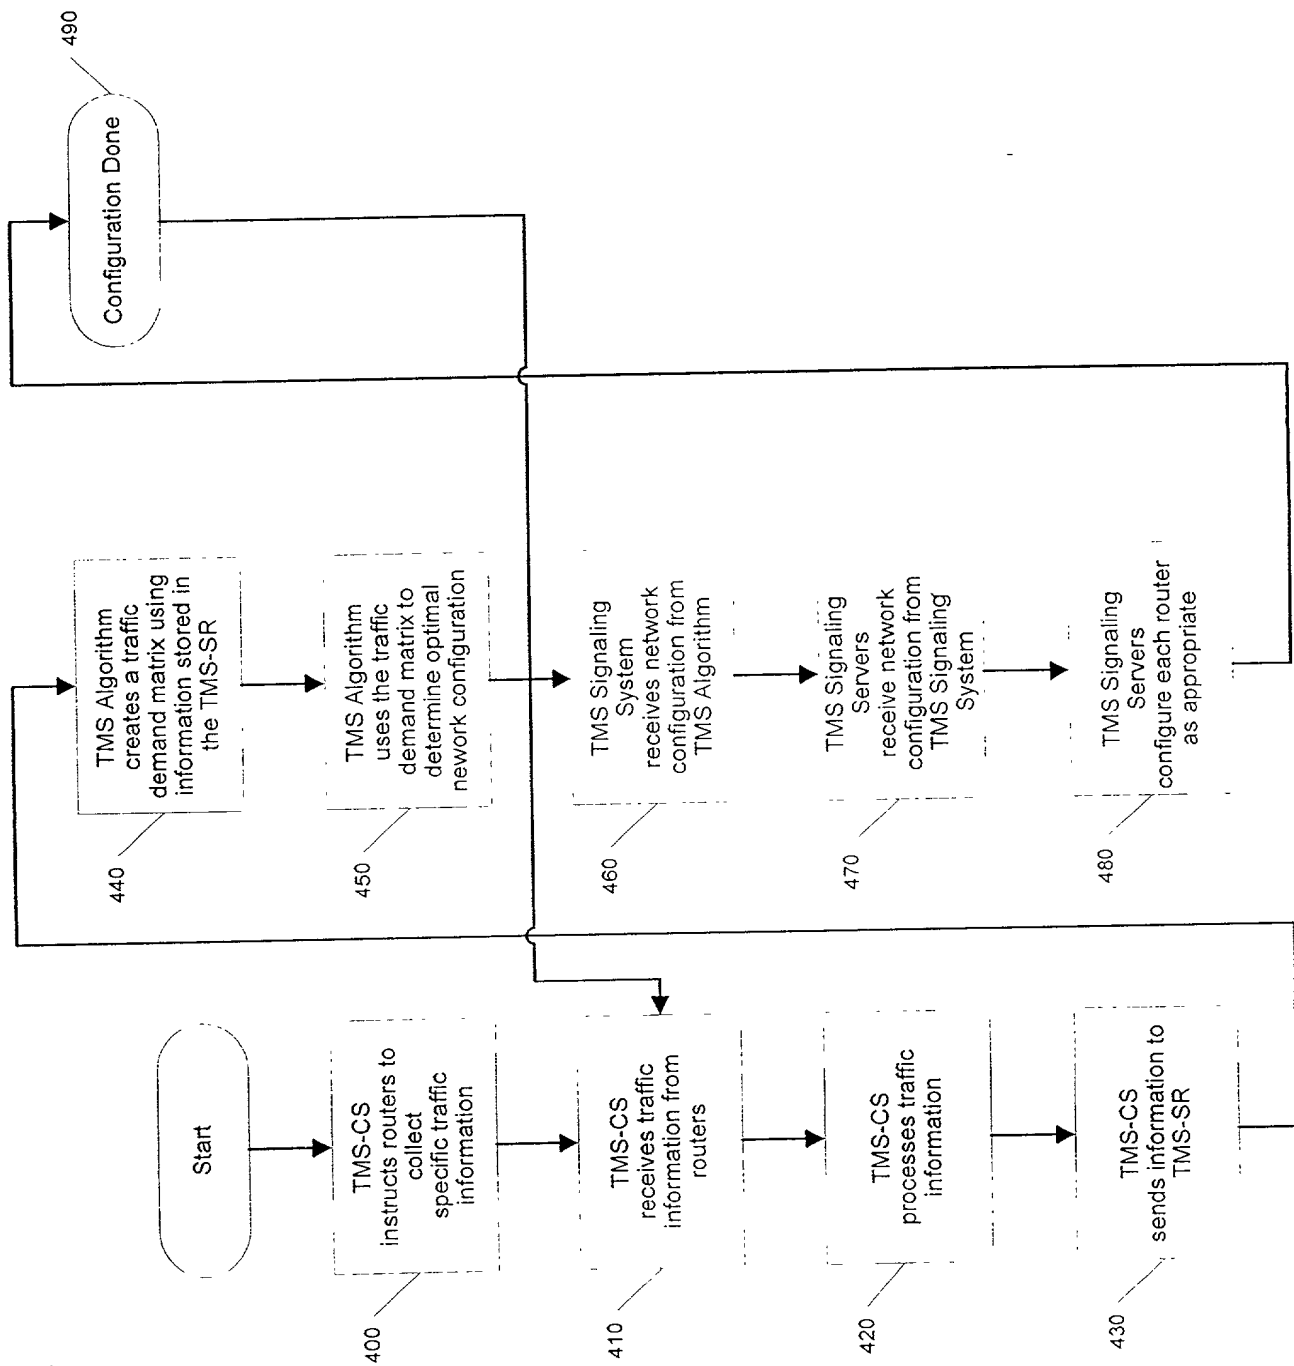 Start
TMS-CS
instructs routers to
collect
specific traffic
information
400
TMS-CS
receives traffic
information from
routers
410
TMS-CS
processes traffic
information
420
TMS-CS
sends information to
TMS-SR
430
TMS Algorithm
creates a traffic
demand matrix using
information stored in
the TMS-SR
440
TMS Algorithm
uses the traffic
demand matrix to
determine optimal
nework configuration
450
TMS Signaling
System
receives network
configuration from
TMS Algorithm
460
TMS Signaling
Servers
receive network
configuration from
TMS Signaling
System
470
TMS Signaling
Servers
configure each router
as appropriate
480
Configuration Done
490